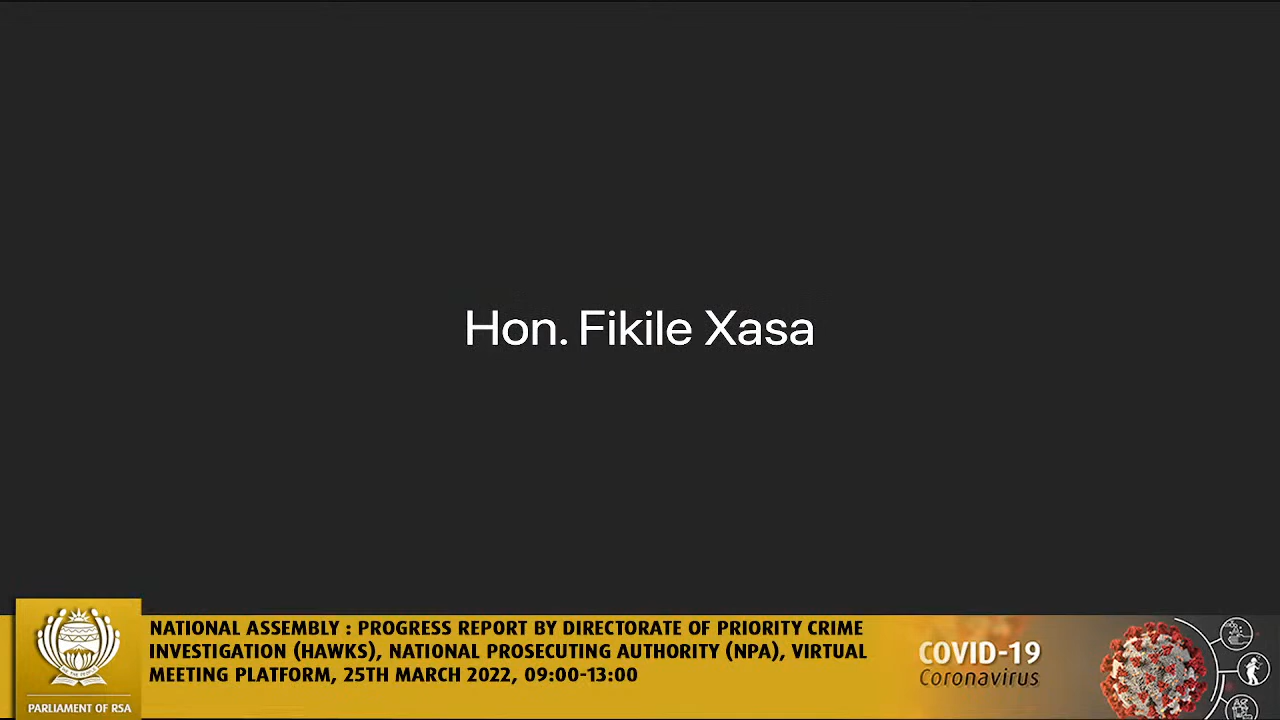 Hon. Fikile Xasa
NATIONAL ASSEMBLY : PROGRESS REPORT BY DIRECTORATE OF PRIORITY CRIME
INVESTIGATION (HAWKS), NATIONAL PROSECUTING AUTHORITY (NPA), VIRTUAL
MEETING PLATFORM, 25TH MARCH 2022, 09:00-13:00
PARLIAMENT OF RSA
COVID-19
Coronavirus